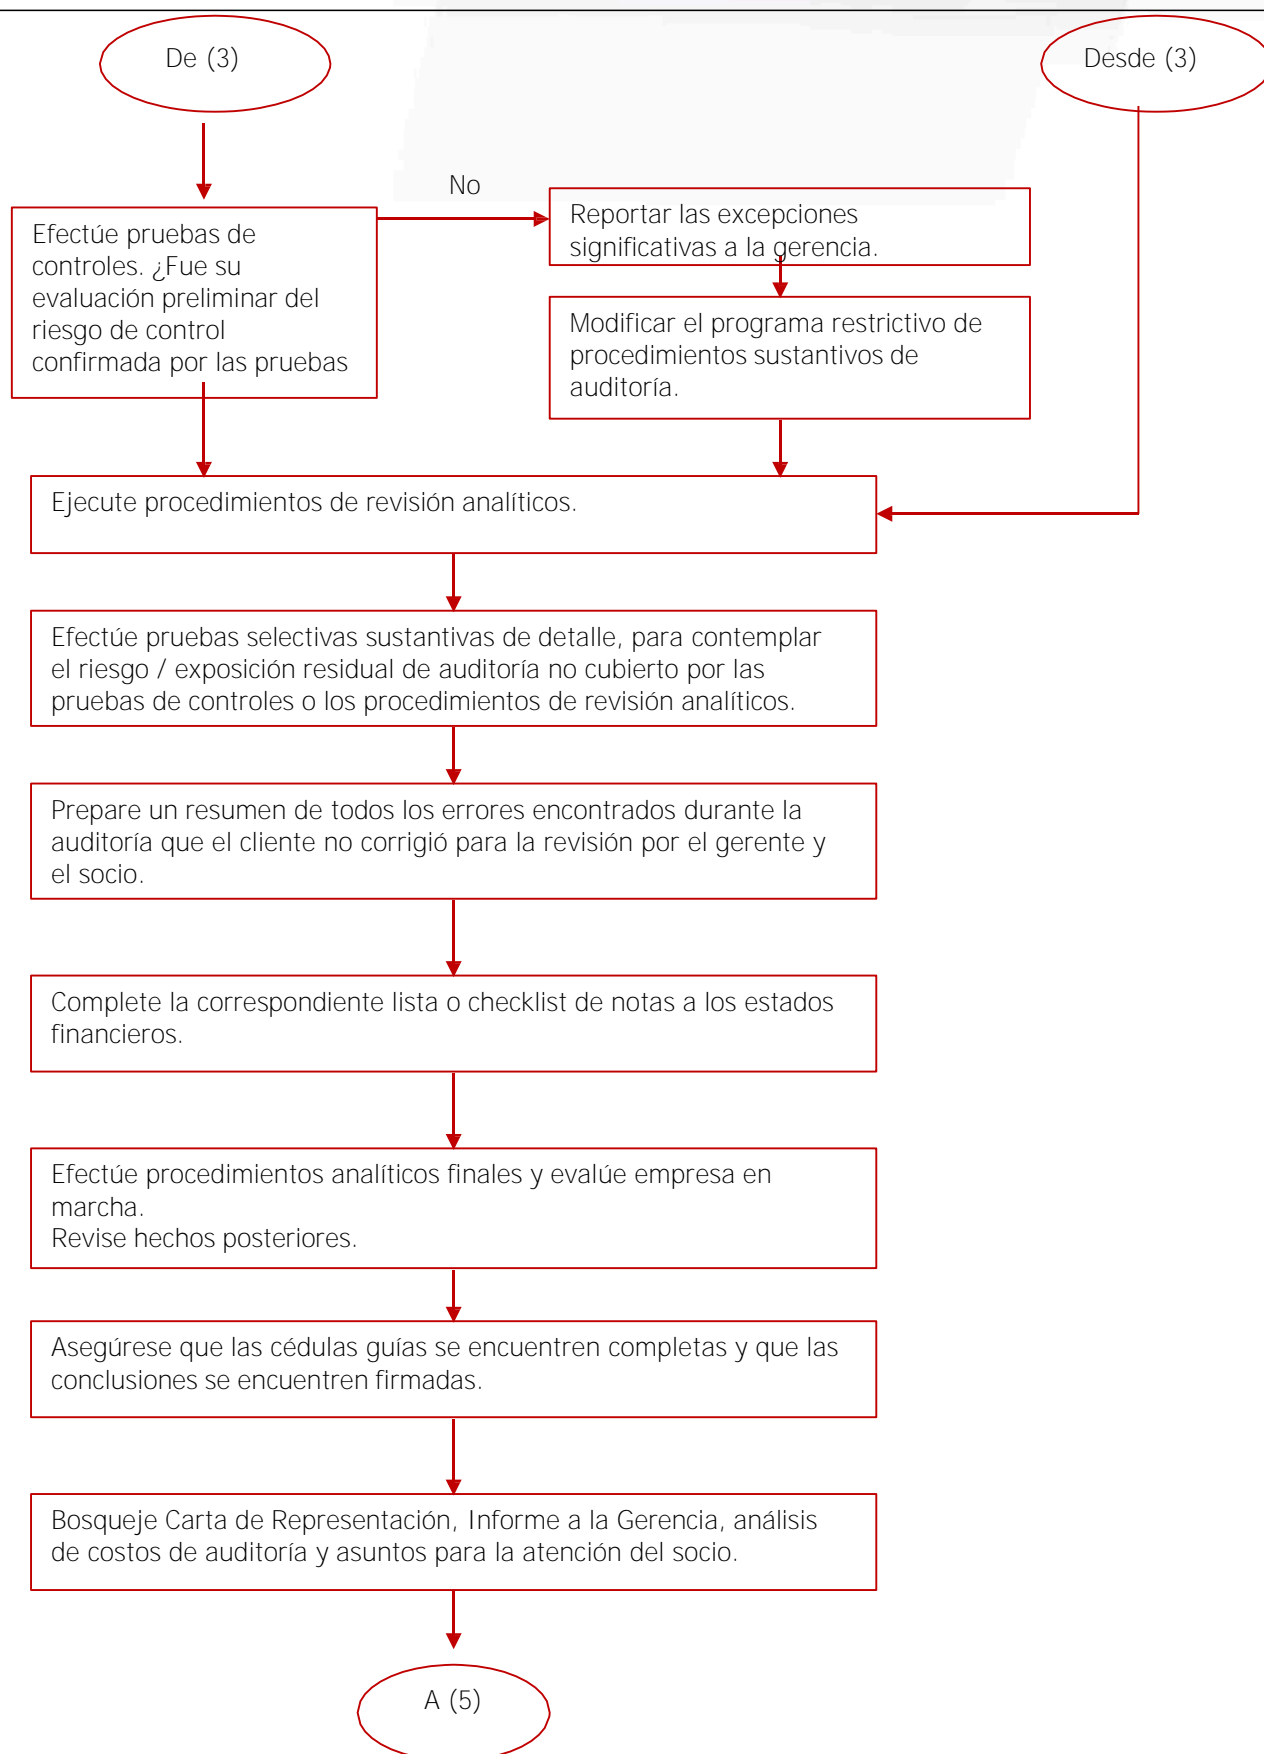 De (3)
Desde (3)
No
Efectúe pruebas de
controles. ¿Fue su
evaluación preliminar del
riesgo de control
confirmada por las pruebas
Reportar las excepciones
significativas a la gerencia.
Modificar el programa restrictivo de
procedimientos sustantivos de
auditoría.
Ejecute procedimientos de revisión analíticos.
Efectúe pruebas selectivas sustantivas de detalle, para contemplar
el riesgo / exposición residual de auditoría no cubierto por las
pruebas de controles o los procedimientos de revisión analíticos.
Prepare un resumen de todos los errores encontrados durante la
auditoría que el cliente no corrigió para la revisión por el gerente y
el socio.
Complete la correspondiente lista o checklist de notas a los estados
financieros.
Efectúe procedimientos analíticos finales y evalúe empresa en
marcha.
Revise hechos posteriores.
Asegúrese que las cédulas guías se encuentren completas y que las
conclusiones se encuentren firmadas.
Bosqueje Carta de Representación, Informe a la Gerencia, análisis
de costos de auditoría y asuntos para la atención del socio.
A (5)